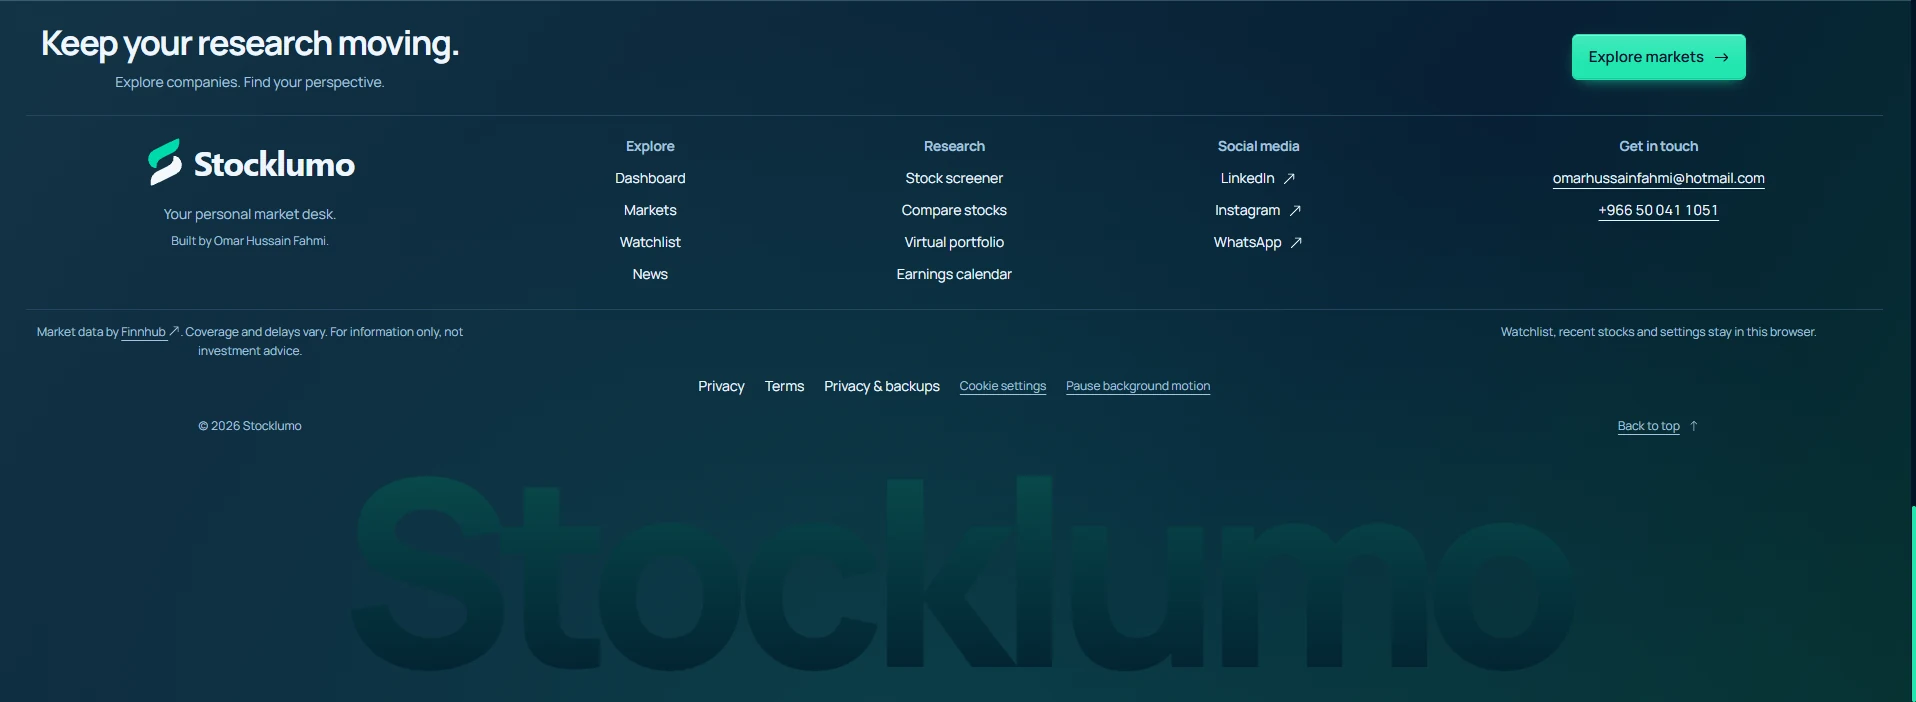 Keep your research moving.
Explore companies. Find your perspective.
Explore markets →
Stocklumo
Your personal market desk.
Built by Omar Hussain Fahmi.
Explore
Dashboard
Markets
Watchlist
News
Research
Stock screener
Compare stocks
Virtual portfolio
Earnings calendar
Social media
LinkedIn ↗
Instagram ↗
WhatsApp ↗
Get in touch
omarhussainfahmi@hotmail.com
+966 50 041 1051
Market data by Finnhub ↗. Coverage and delays vary. For information only, not
investment advice.
Watchlist, recent stocks and settings stay in this browser.
Privacy Terms Privacy & backups Cookie settings Pause background motion
© 2026 Stocklumo
Back to top ↑
Stocklumo